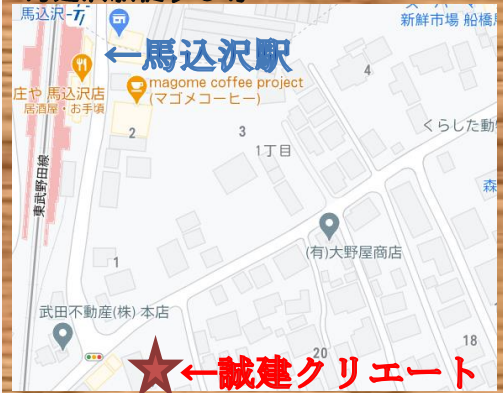 馬込沢
新鮮市場 船橋
←馬込沢駅
4
庄や 馬込沢店
居酒屋・お手頃
magome coffee project
(マゴメコーヒー)
2
3
くらした動
1丁目
森
東武野田線
(有)大野屋商店
1
武田不動産(株) 本店
20
18
←誠建クリエート